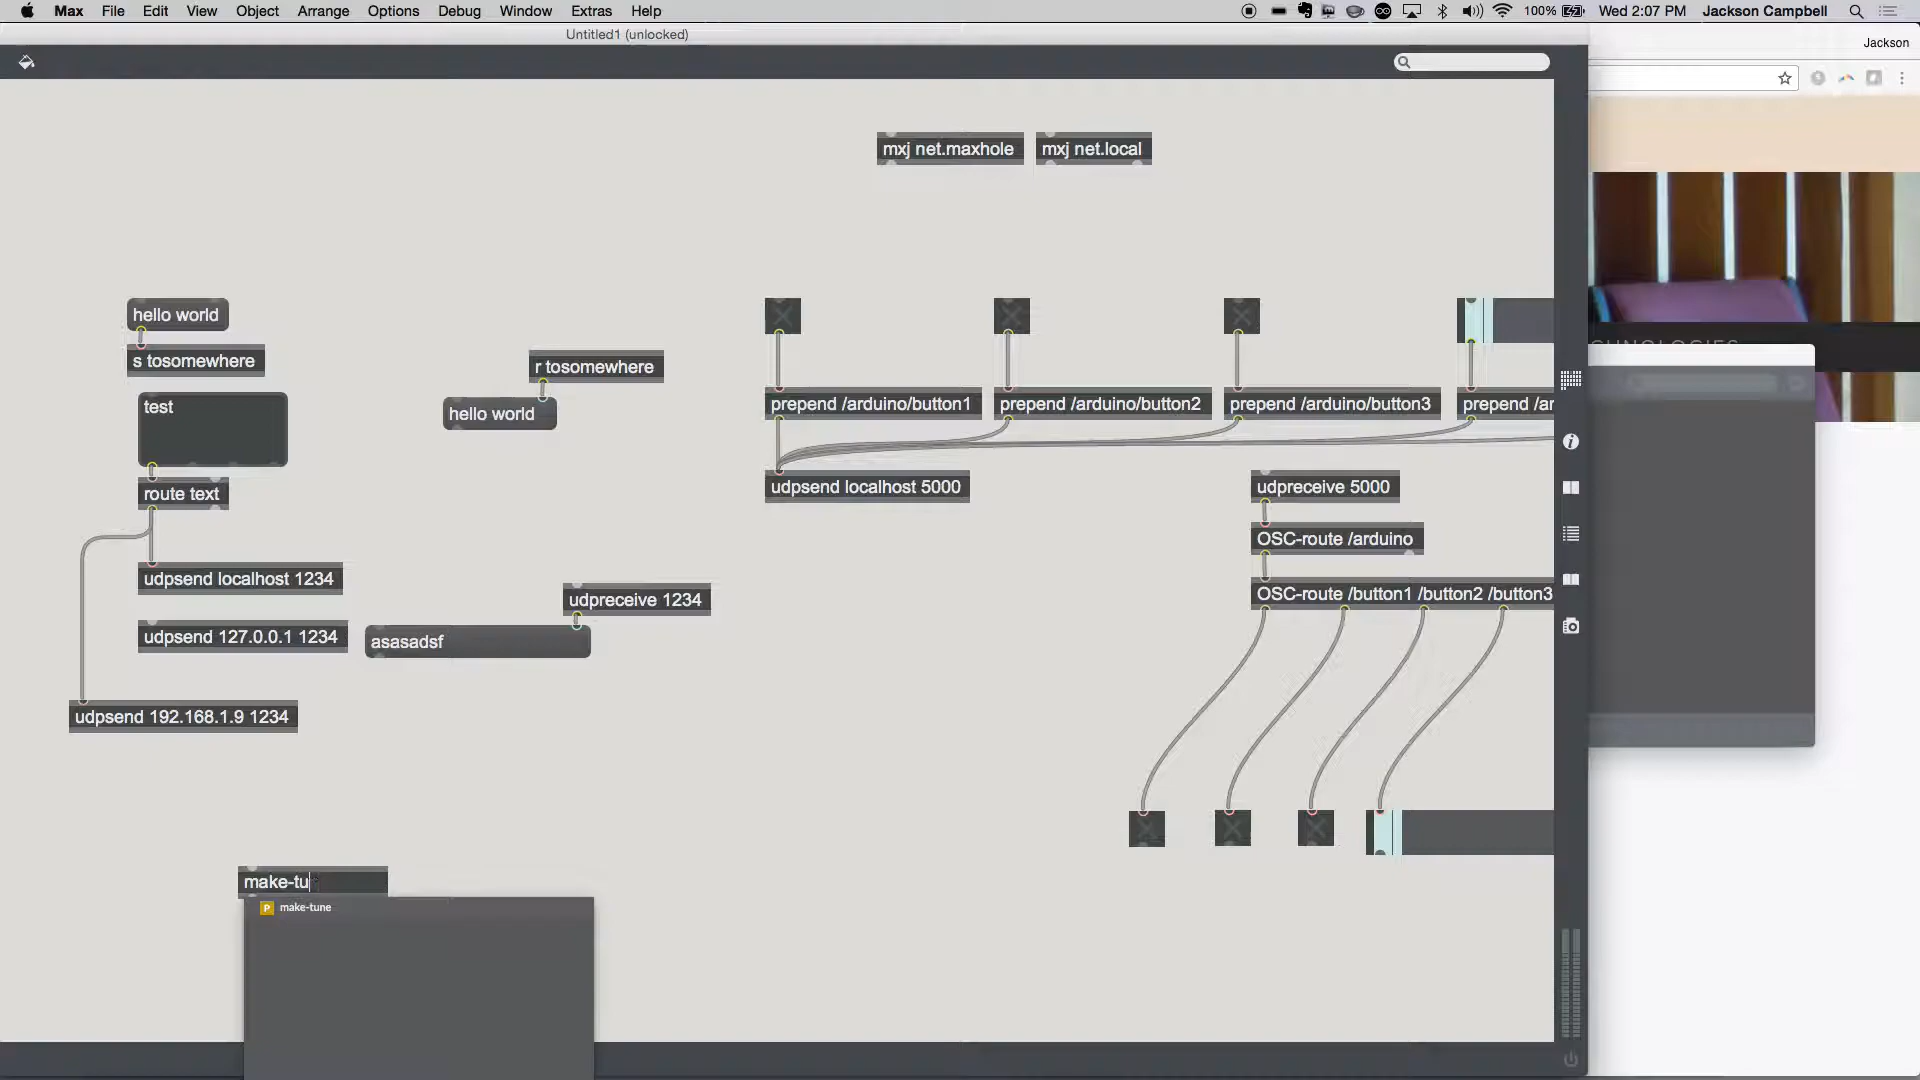 Max File Edit View Object Arrange Options Debug Window Extras Help
100% Wed 2:07 PM Jackson Campbell
Untitled1 (unlocked)
Jackson
mxj net.maxhole mxj net.local
hello world
s tosomewhere
r tosomewhere
test
hello world
prepend /arduino/button1 prepend /arduino/button2 prepend /arduino/button3 prepend /ar
route text
udpsend localhost 5000
udpreceive 5000
OSC-route /arduino
udpsend localhost 1234
OSC-route /button1 /button2 /button3
udpreceive 1234
udpsend 127.0.0.1 1234
asasadsf
udpsend 192.168.1.9 1234
make-tu
P make-tune